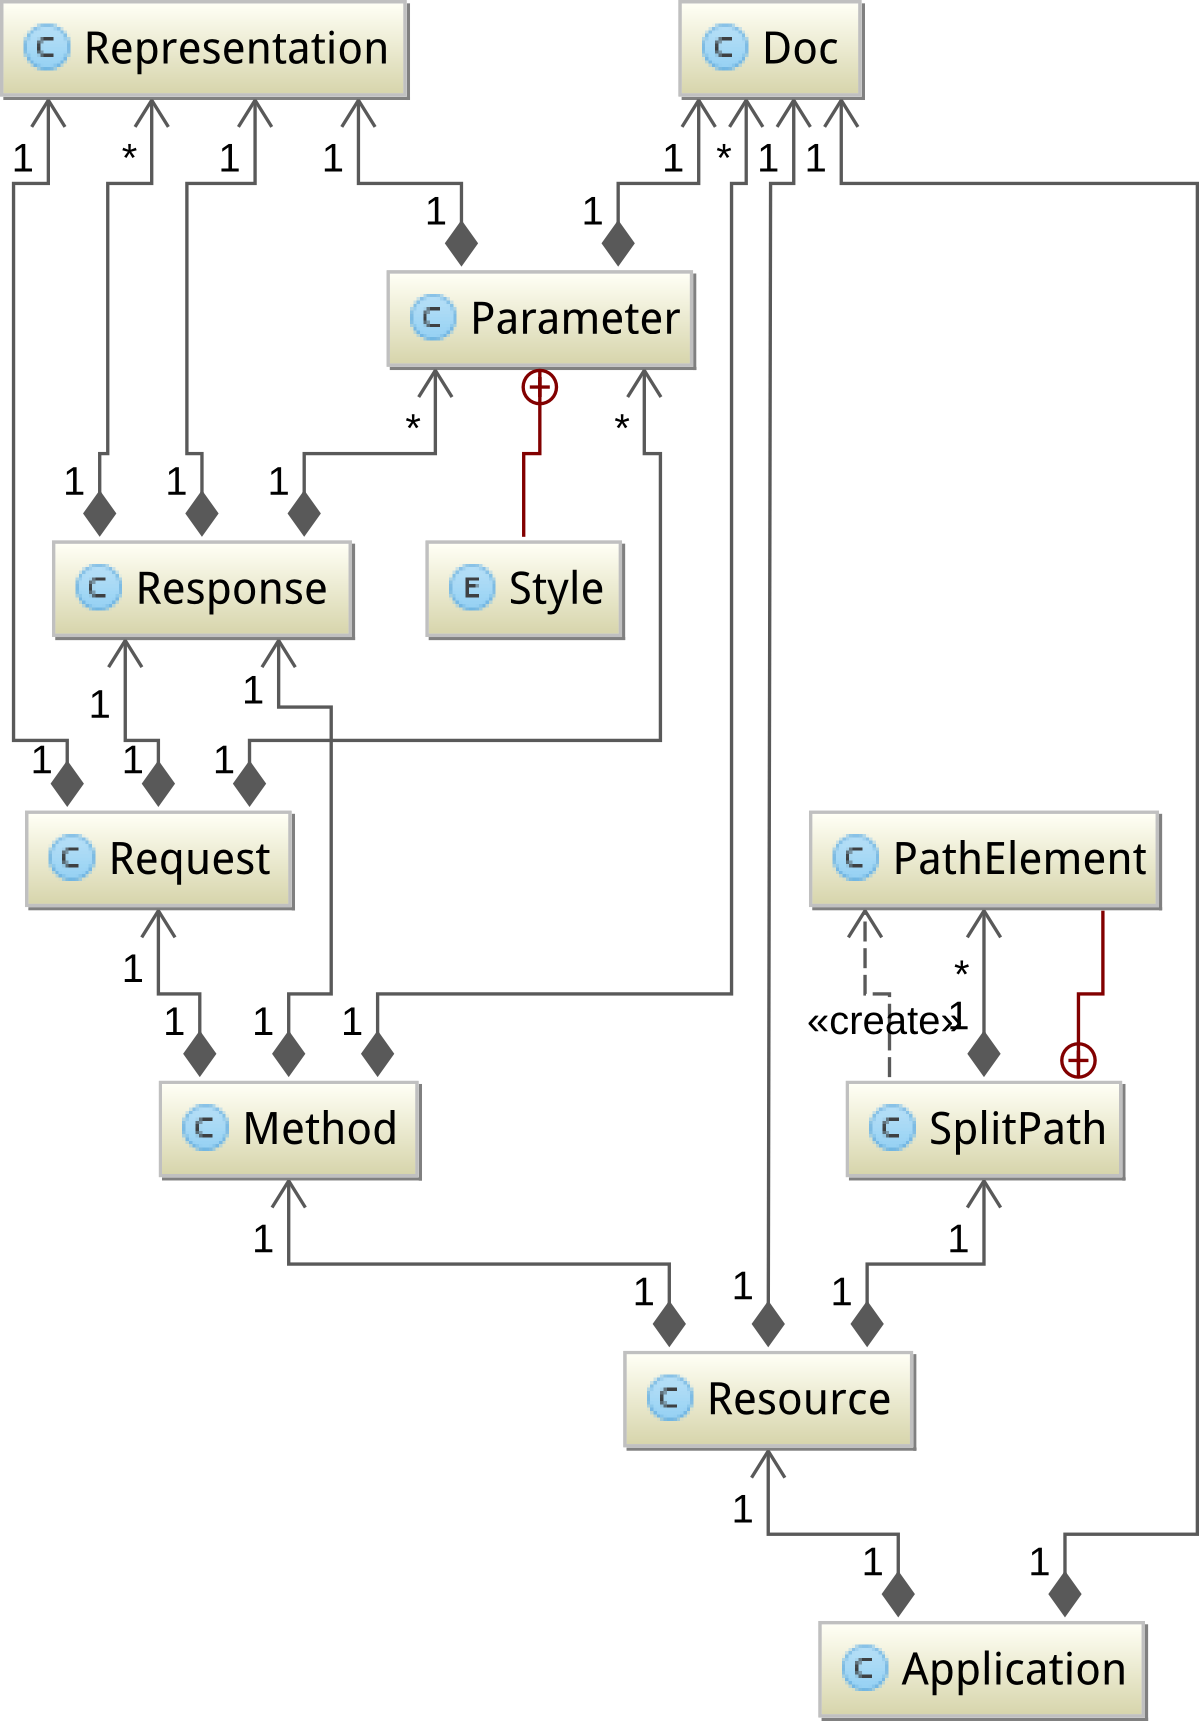 C Representation
C Doc
1 * 1 1 1 * 1 1
1 1
C Parameter
* *
1 1 1
C Response
E Style
1 1
1 1 1
C Request
C PathElement
1 *
1 1 1 «create» 1
C Method
C SplitPath
1 1
1 1 1
C Resource
1
1 1
C Application